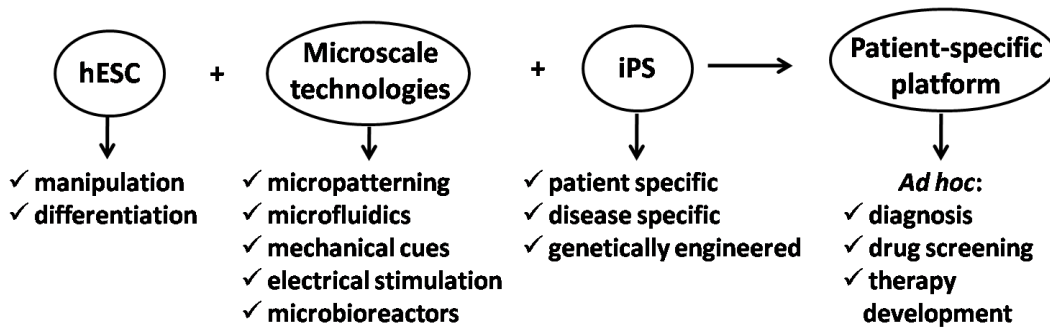 hESC
+
Microscale
technologies
+
iPS
Patient-specific
platform
✓ manipulation
✓ differentiation
✓ micropatterning
✓ microfluidics
✓ mechanical cues
✓ electrical stimulation
✓ microbioreactors
✓ patient specific
✓ disease specific
✓ genetically engineered
Ad hoc:
✓ diagnosis
✓ drug screening
✓ therapy
development